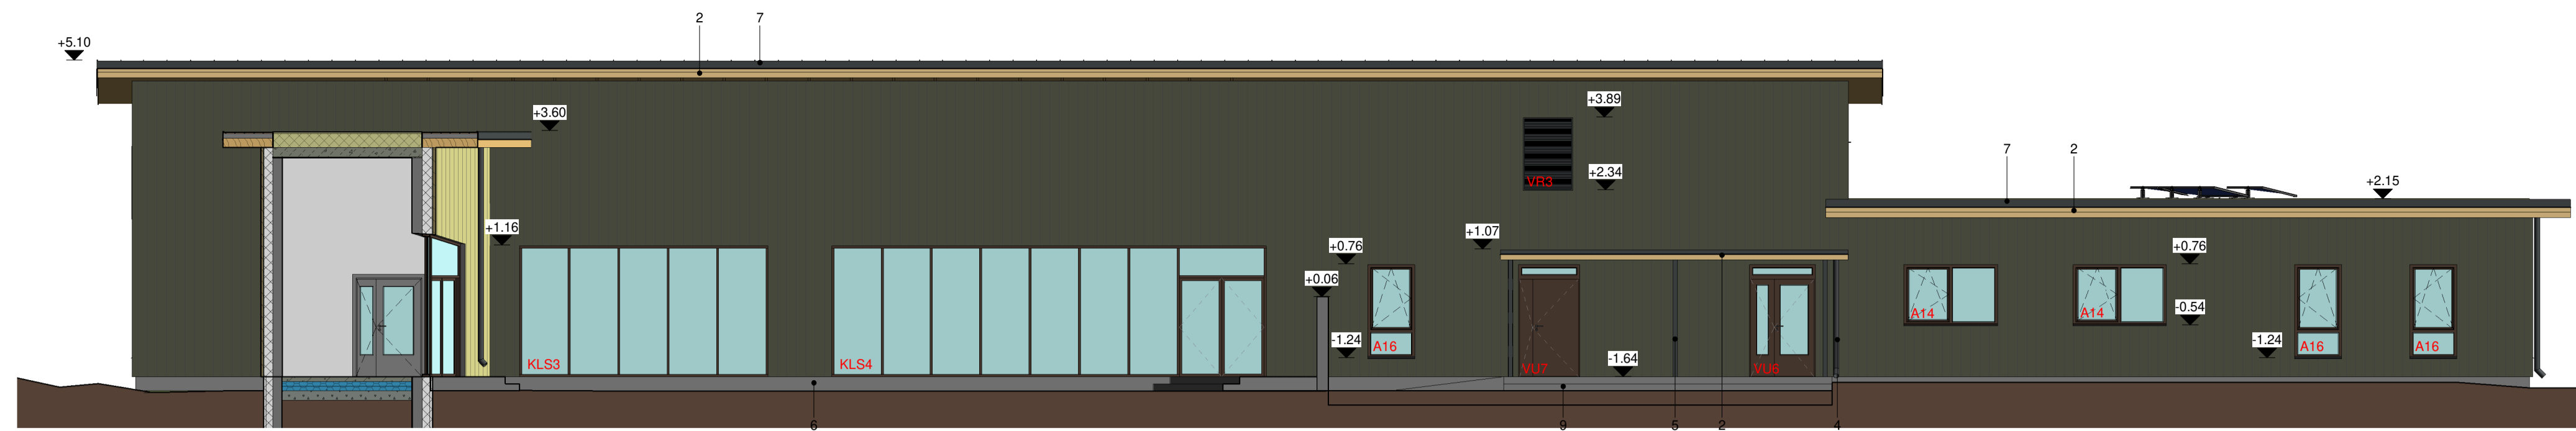 2 7
+5.10
+3.60
+3.89
7 2
+2.34
VR3
+2.15
+1.16
+1.07
+0.76
+0.76
+0.06
-0.54
A14
A14
-1.24
A16
-1.24
A16
A16
KLS3
KLS4
-1.64
VU7
VU6
6 9 5 2 4